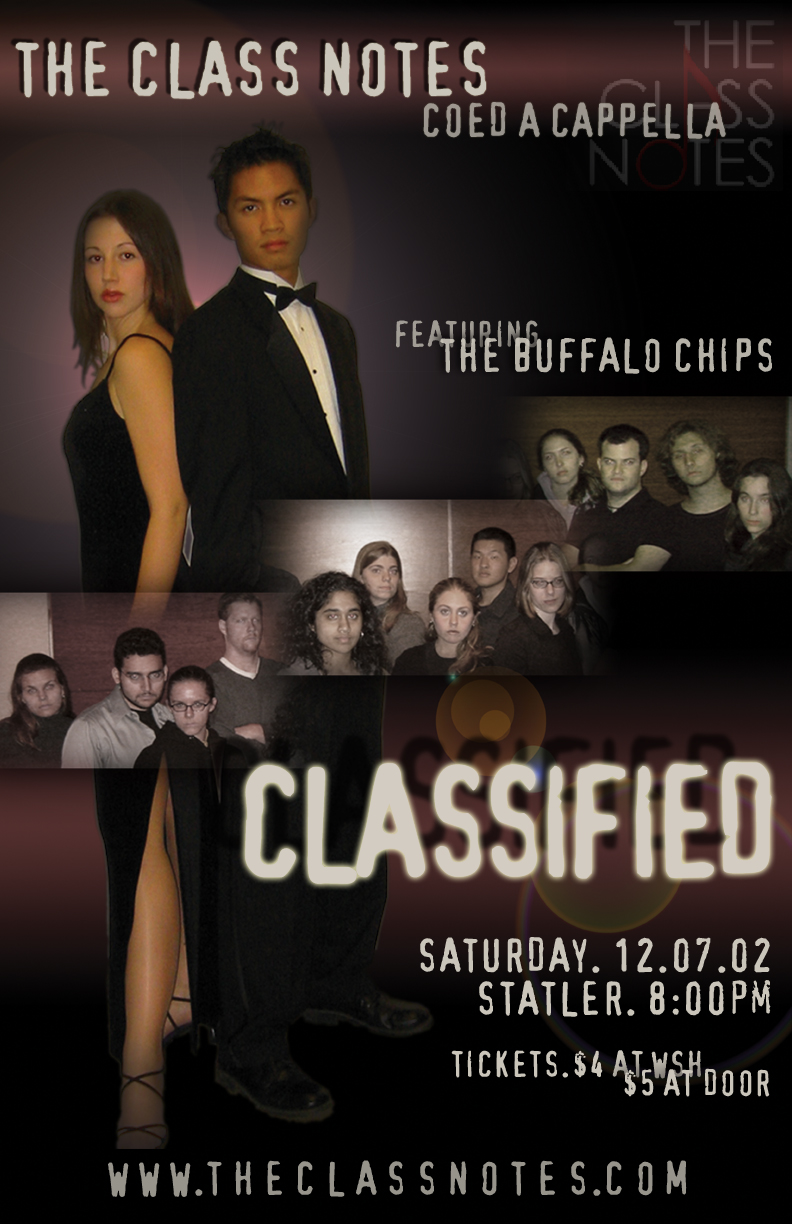 THE CLASS NOTES
COED A CAPPELLA
THE
CLASS
NOTES
FEATURING
THE BUFFALO CHIPS
CLASSIFIED
CLASSIFIED
SATURDAY. 12.07.02
STATLER. 8:00PM
TICKETS.$4 AT WSH
$5 AT DOOR
WWW.THECLASSNOTES.COM